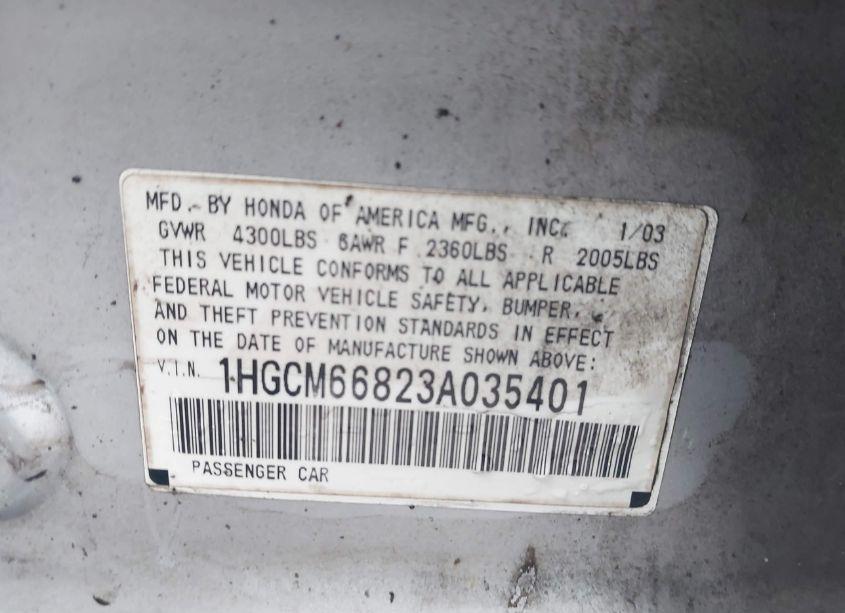 MFD. BY HONDA OF AMERICA MFG., INC. 1/03
GVWR 4300LBS GAWR F 2360LBS R 2005LBS
THIS VEHICLE CONFORMS TO ALL APPLICABLE
FEDERAL MOTOR VEHICLE SAFETY, BUMPER,
AND THEFT PREVENTION STANDARDS IN EFFECT
ON THE DATE OF MANUFACTURE SHOWN ABOVE:
V.I.N. 1HGCM66823A035401
PASSENGER CAR